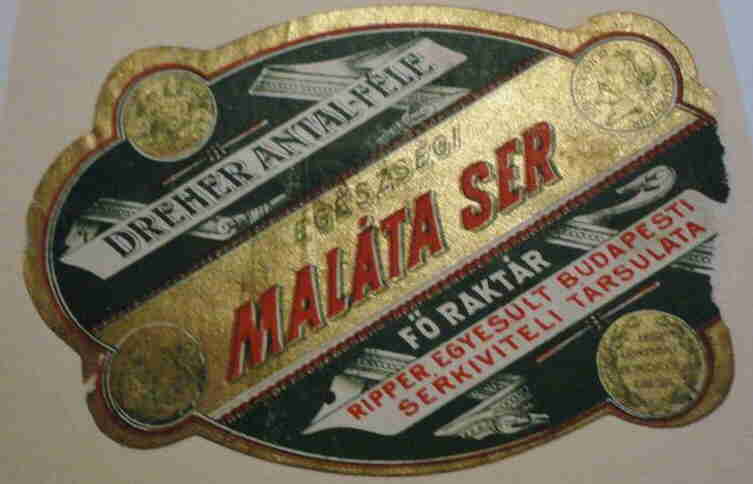 DREHER ANTAL-FÉLE
EGÉSZSÉGI
MALÁTA SER
FŐ RAKTÁR
RIPPER EGYESULT BUDAPESTI
SERKIVITELI TARSULATA